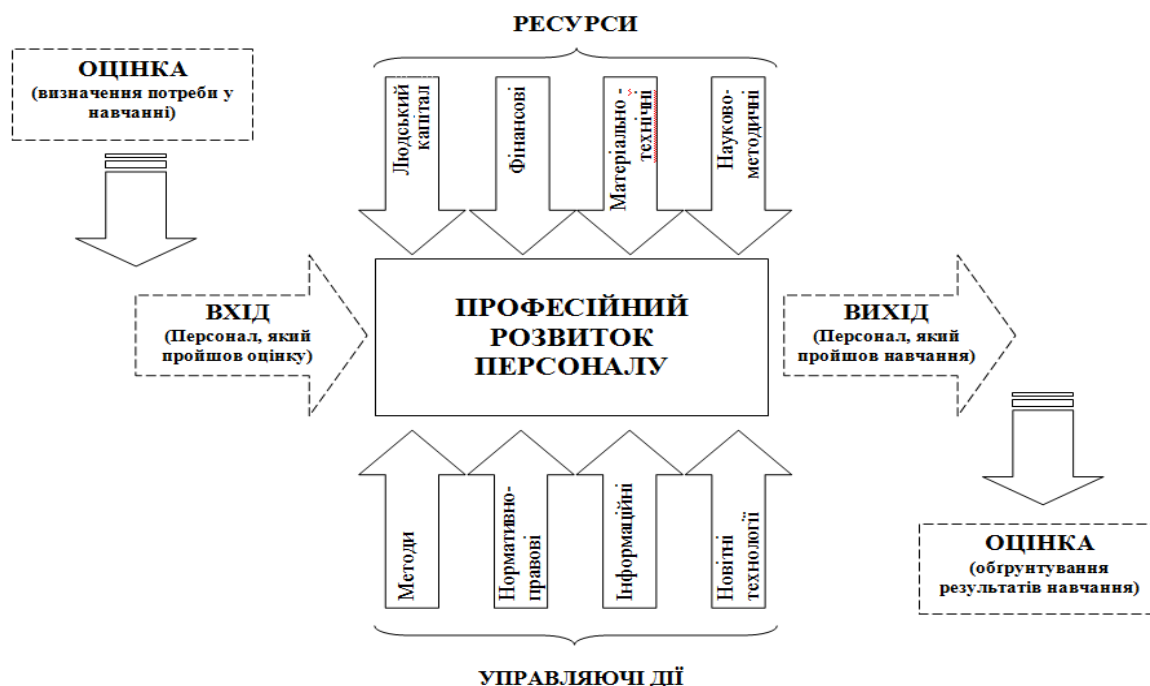 РЕСУРСИ
ОЦІНКА
(визначення потреби у
навчанні)
Людський
капітал
Фінансові
Матеріально -
технічні
Науково-
методичні
ВХІД
(Персонал, який
пройшов оцінку)
ПРОФЕСІЙНИЙ
РОЗВИТОК
ПЕРСОНАЛУ
ВИХІД
(Персонал, який
пройшов навчання)
Методи
Нормативно-
правові
Інформаційні
Новітні
технології
ОЦІНКА
(обґрунтування
результатів навчання)
УПРАВЛЯЮЧІ ДІЇ